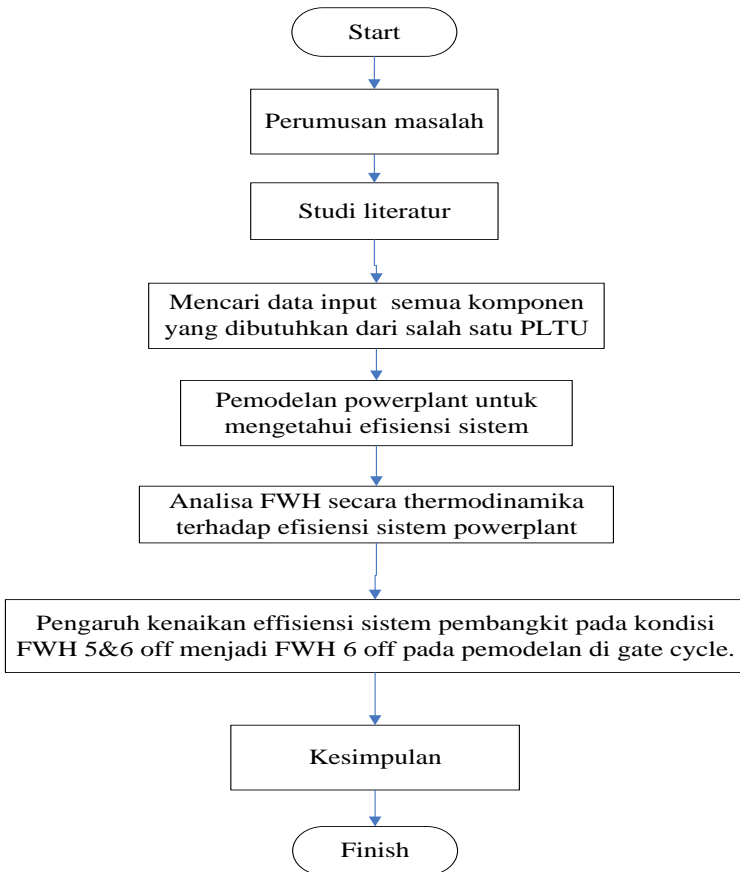 Start
Perumusan masalah
Studi literatur
Mencari data input semua komponen
yang dibutuhkan dari salah satu PLTU
Pemodelan powerplant untuk
mengetahui efisiensi sistem
Analisa FWH secara thermodinamika
terhadap efisiensi sistem powerplant
Pengaruh kenaikan effisiensi sistem pembangkit pada kondisi
FWH 5&6 off menjadi FWH 6 off pada pemodelan di gate cycle.
Kesimpulan
Finish